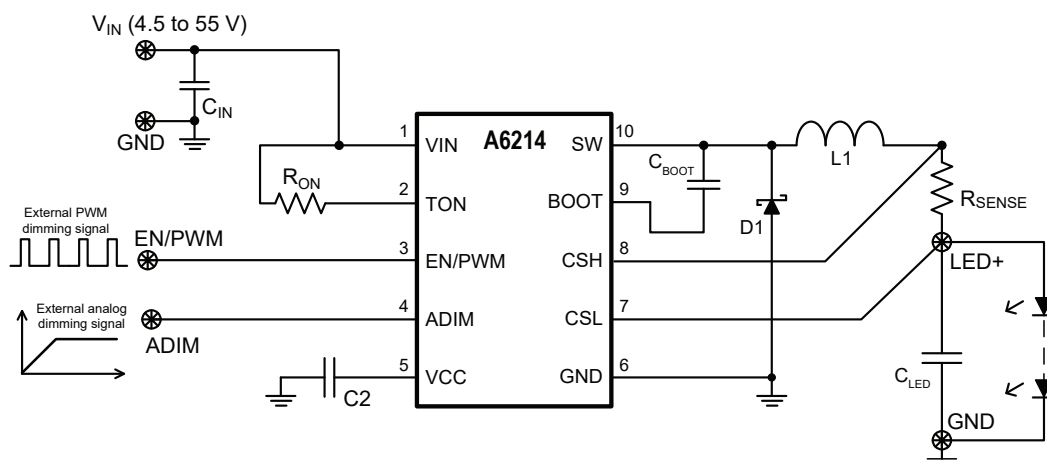 VIN (4.5 to 55 V)
CIN
GND
A6214
1
VIN
SW
10
RON
CBOOT
L1
2
TON
BOOT
9
D1
RSENSE
External PWM
dimming signal
EN/PWM
3
EN/PWM
CSH
8
LED+
External analog
dimming signal
ADIM
4
ADIM
CSL
7
C2
5
VCC
GND
6
CLED
GND